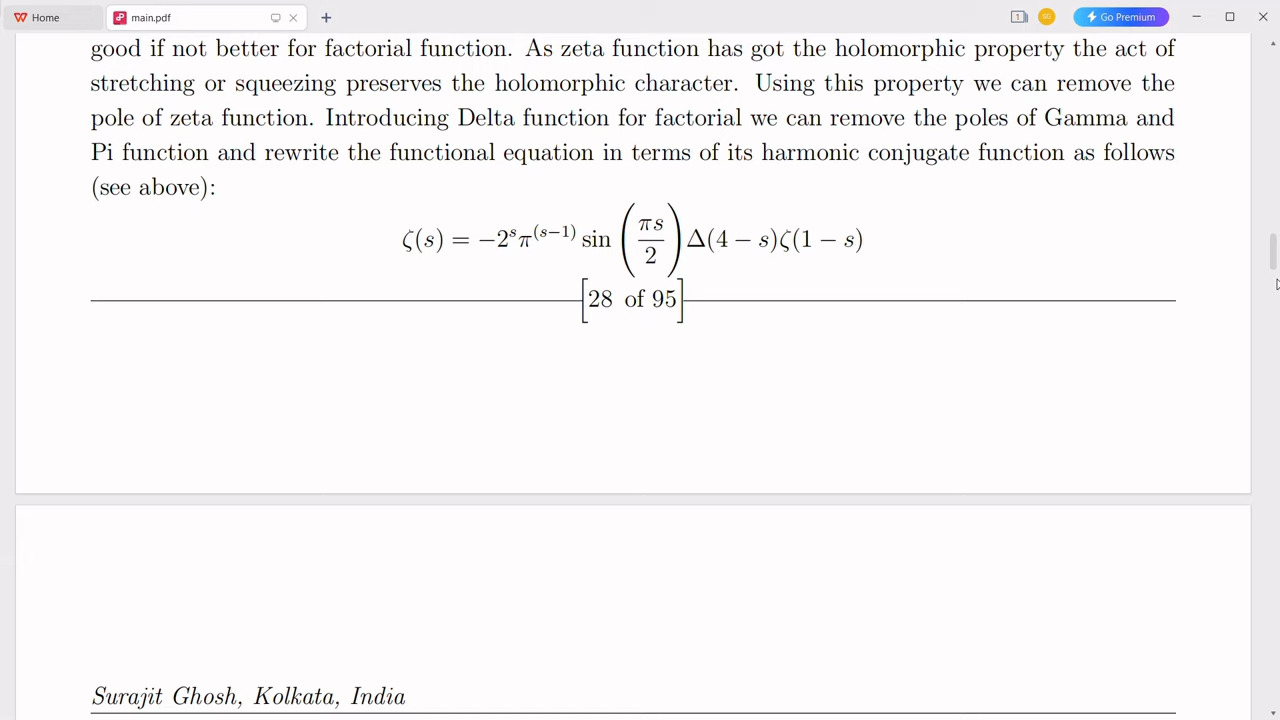 Home
main.pdf
1
SG
Go Premium
good if not better for factorial function. As zeta function has got the holomorphic property the act of
stretching or squeezing preserves the holomorphic character. Using this property we can remove the
pole of zeta function. Introducing Delta function for factorial we can remove the poles of Gamma and
Pi function and rewrite the functional equation in terms of its harmonic conjugate function as follows
(see above):
ζ(s) = −2^s π^(s−1) sin(πs/2) Δ(4 − s)ζ(1 − s)
[28 of 95]
Surajit Ghosh, Kolkata, India